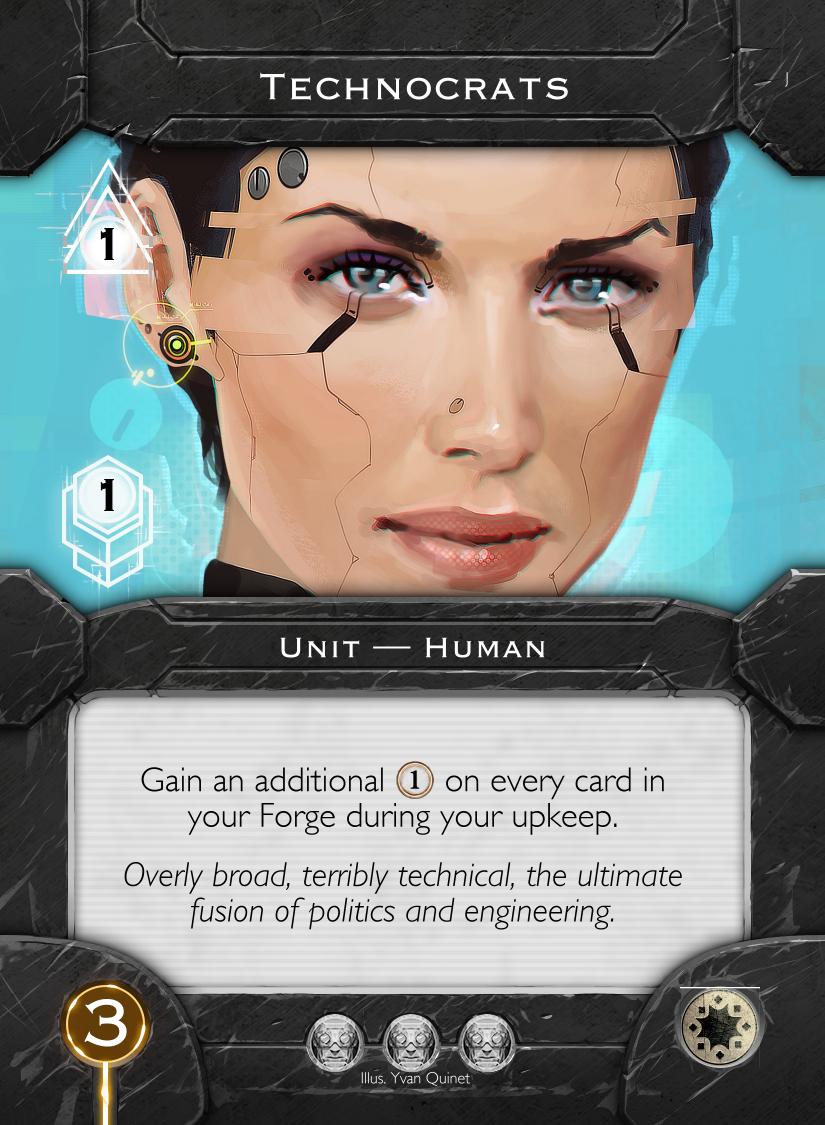 Technocrats
1
1
Unit — Human
Gain an additional 1 on every card in
your Forge during your upkeep.
Overly broad, terribly technical, the ultimate
fusion of politics and engineering.
3
Illus. Yvan Quinet